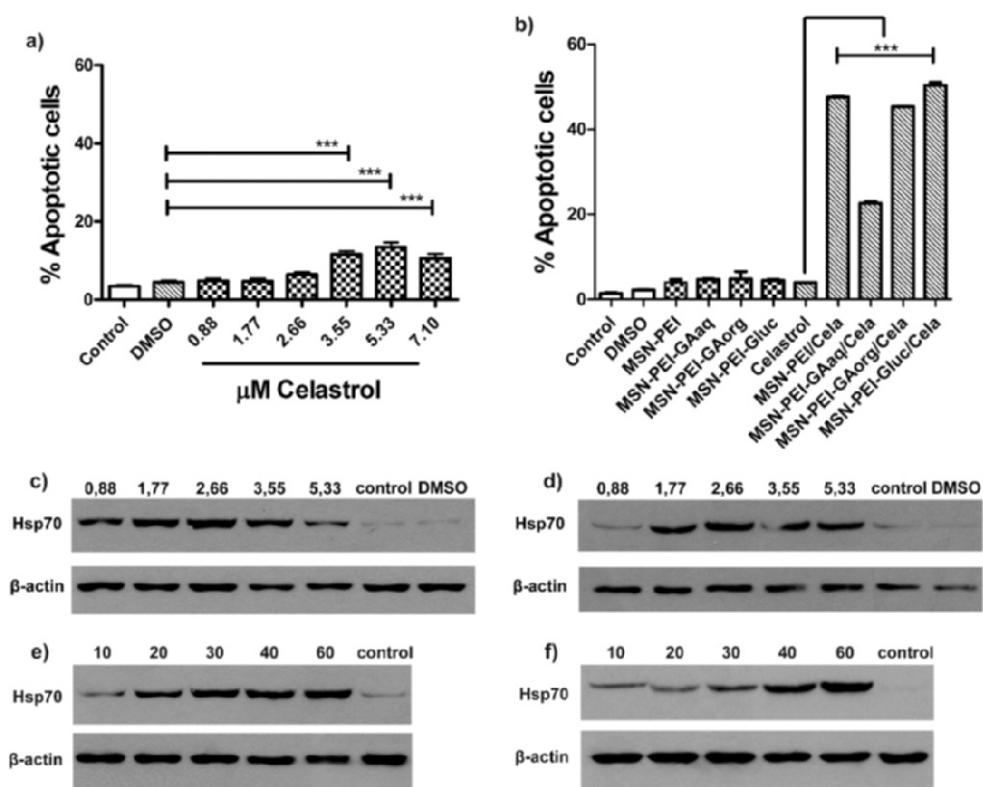 a)
% Apoptotic cells
60
40
20
0
***
***
***
Control
DMSO
0.88
1.77
2.66
3.55
5.33
7.10
μM Celastrol
b)
% Apoptotic cells
60
40
20
0
***
Control
DMSO
MSN-PEI
MSN-PEI-GAaq
MSN-PEI-GAorg
MSN-PEI-Gluc
Celastrol
MSN-PEI/Cela
MSN-PEI-GAaq/Cela
MSN-PEI-GAorg/Cela
MSN-PEI-Gluc/Cela
c)
0,88 1,77 2,66 3,55 5,33 control DMSO
Hsp70
β-actin
d)
0,88 1,77 2,66 3,55 5,33 control DMSO
Hsp70
β-actin
e)
10 20 30 40 60 control
Hsp70
β-actin
f)
10 20 30 40 60 control
Hsp70
β-actin